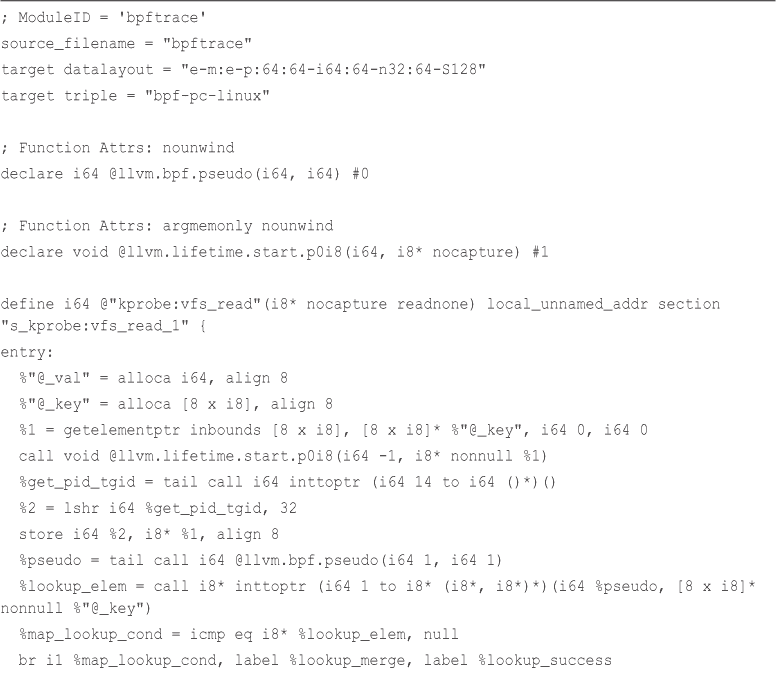 ; ModuleID = 'bpftrace'
source_filename = "bpftrace"
target datalayout = "e-m:e-p:64:64-i64:64-n32:64-S128"
target triple = "bpf-pc-linux"

; Function Attrs: nounwind
declare i64 @llvm.bpf.pseudo(i64, i64) #0

; Function Attrs: argmemonly nounwind
declare void @llvm.lifetime.start.p0i8(i64, i8* nocapture) #1

define i64 @"kprobe:vfs_read"(i8* nocapture readnone) local_unnamed_addr section
"s_kprobe:vfs_read_1" {
entry:
  %"@_val" = alloca i64, align 8
  %"@_key" = alloca [8 x i8], align 8
  %1 = getelementptr inbounds [8 x i8], [8 x i8]* %"@_key", i64 0, i64 0
  call void @llvm.lifetime.start.p0i8(i64 -1, i8* nonnull %1)
  %get_pid_tgid = tail call i64 inttoptr (i64 14 to i64 ()*)()
  %2 = lshr i64 %get_pid_tgid, 32
  store i64 %2, i8* %1, align 8
  %pseudo = tail call i64 @llvm.bpf.pseudo(i64 1, i64 1)
  %lookup_elem = call i8* inttoptr (i64 1 to i8* (i8*, i8*)*)(i64 %pseudo, [8 x i8]*
nonnull %"@_key")
  %map_lookup_cond = icmp eq i8* %lookup_elem, null
  br i1 %map_lookup_cond, label %lookup_merge, label %lookup_success